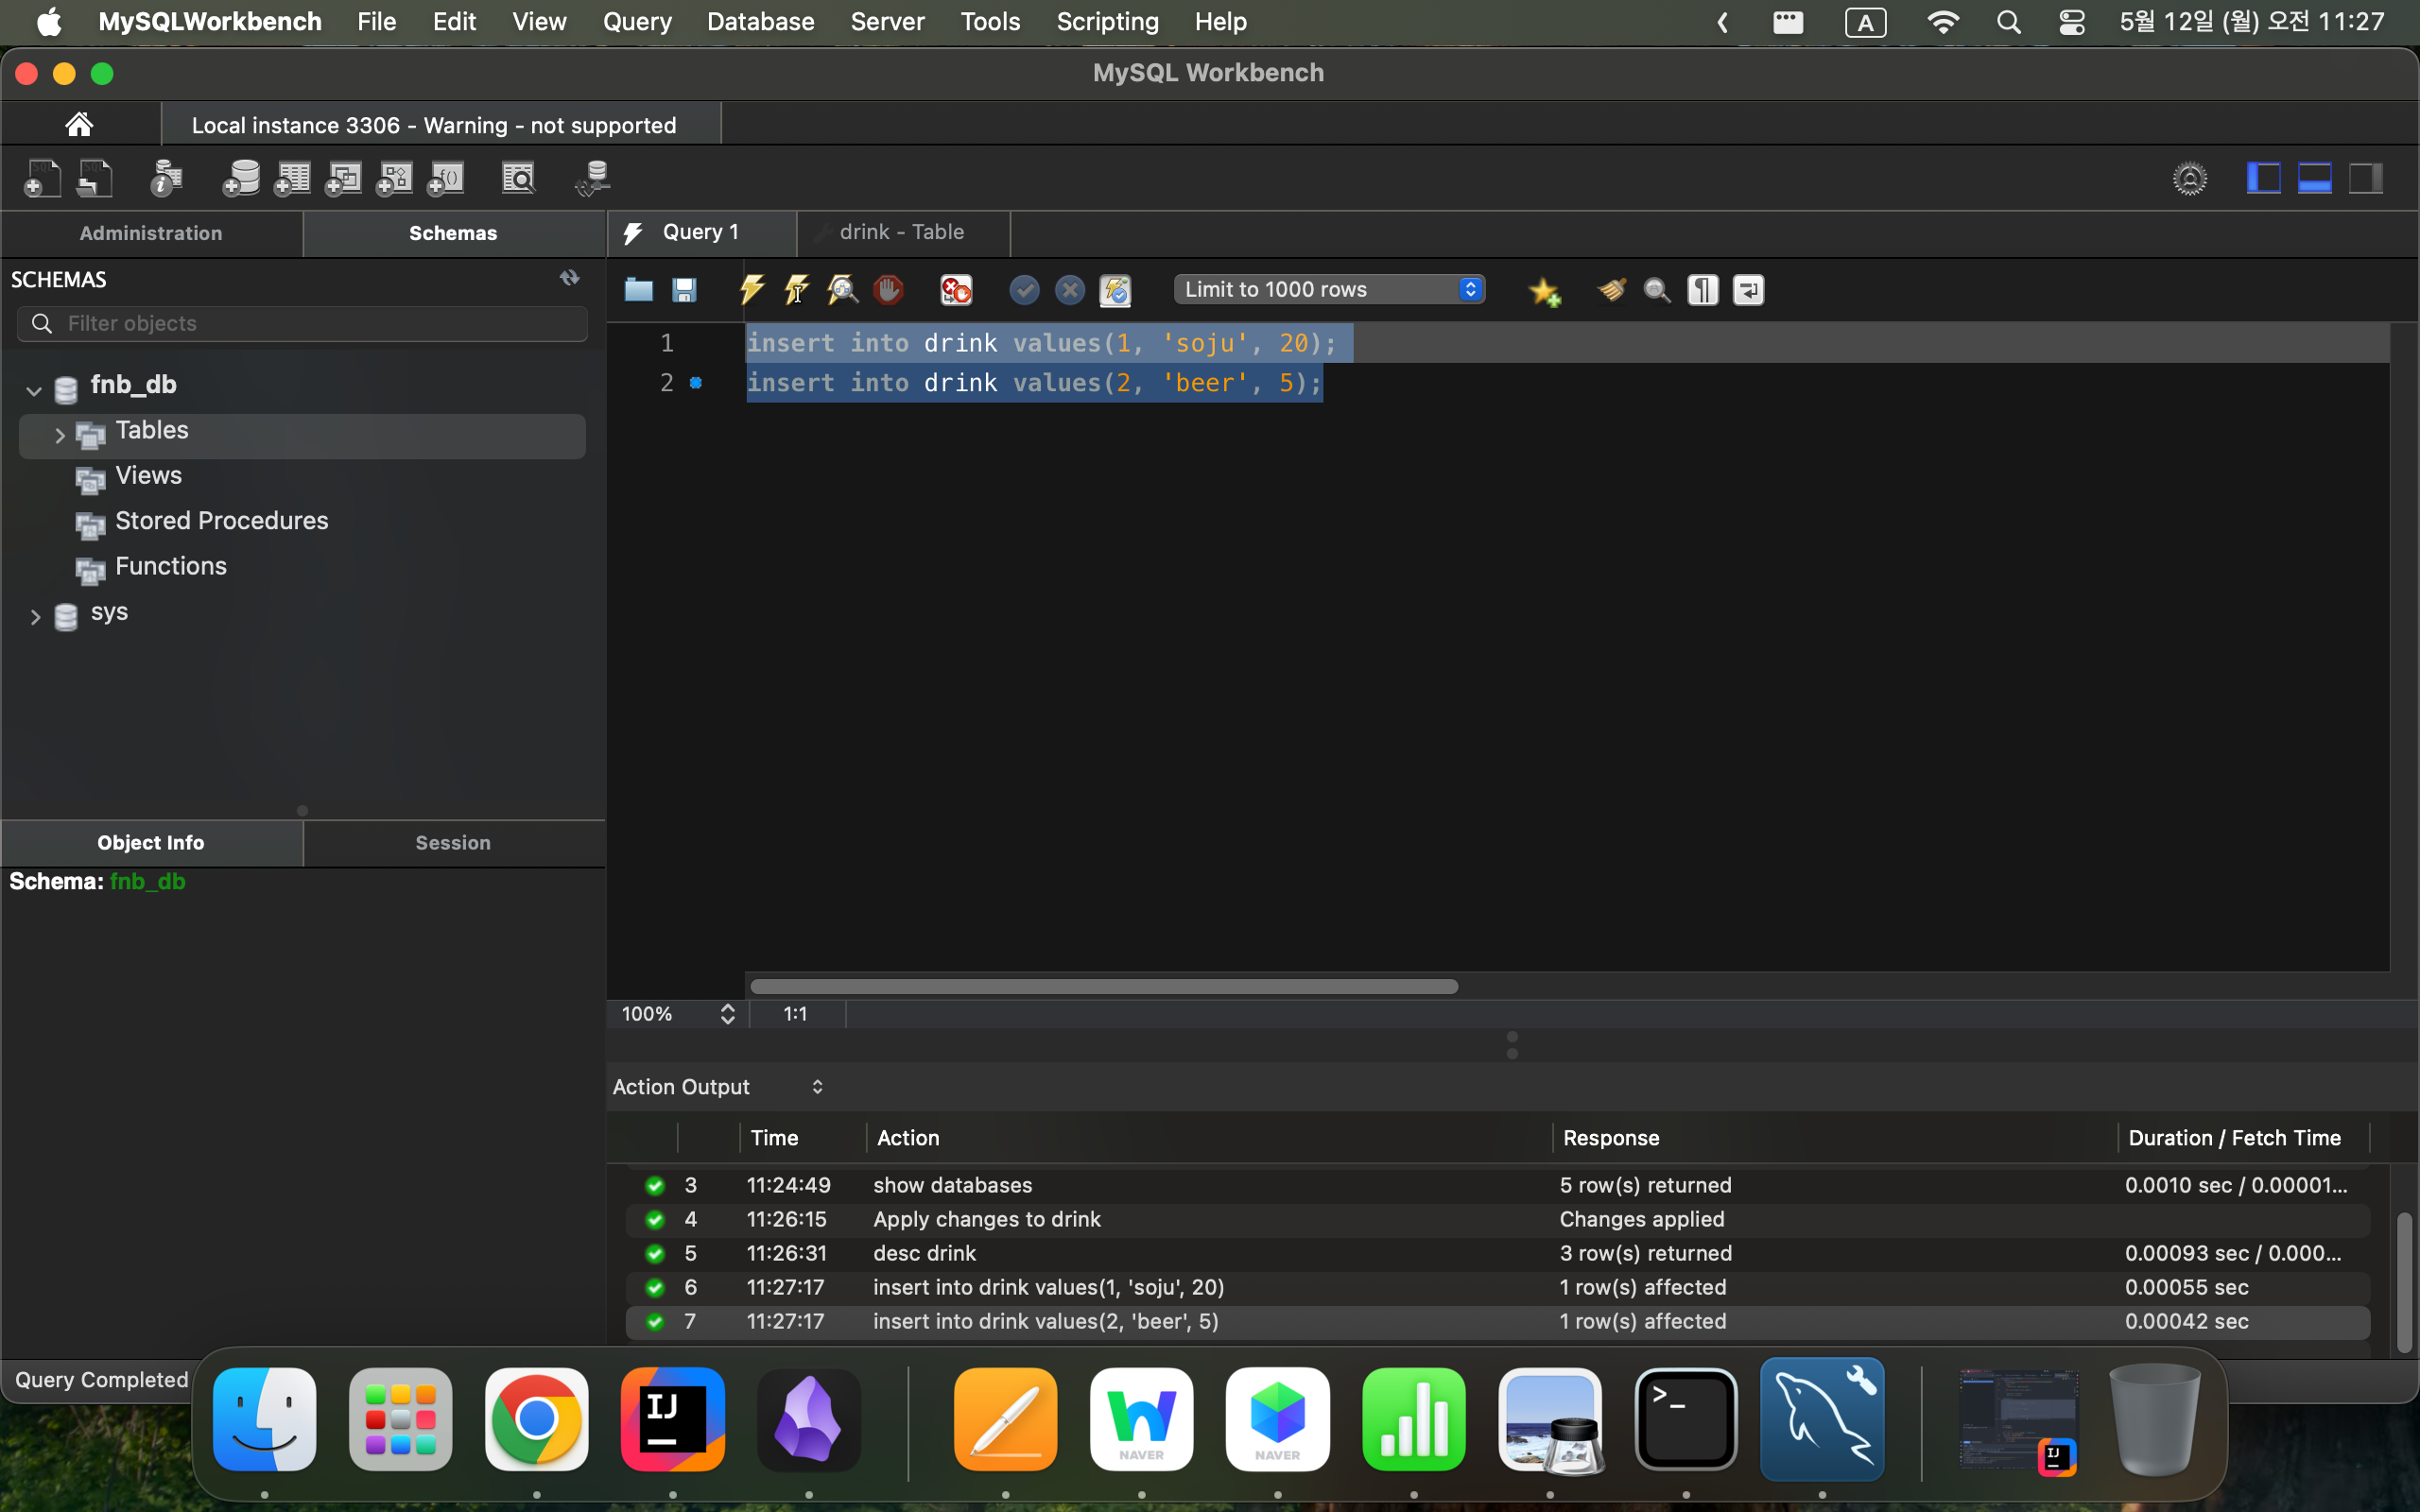 MySQLWorkbench File Edit View Query Database Server Tools Scripting Help A 5월 12일 (월) 오전 11:27
MySQL Workbench
Local instance 3306 - Warning - not supported
Administration Schemas
Query 1 drink - Table
SCHEMAS
Limit to 1000 rows
Filter objects
1 insert into drink values(1, 'soju', 20);
2 insert into drink values(2, 'beer', 5);
fnb_db
Tables
Views
Stored Procedures
Functions
sys
Object Info Session
Schema: fnb_db
100% 1:1
Action Output
Time Action Response Duration / Fetch Time
3 11:24:49 show databases 5 row(s) returned 0.0010 sec / 0.00001...
4 11:26:15 Apply changes to drink Changes applied
5 11:26:31 desc drink 3 row(s) returned 0.00093 sec / 0.000...
6 11:27:17 insert into drink values(1, 'soju', 20) 1 row(s) affected 0.00055 sec
7 11:27:17 insert into drink values(2, 'beer', 5) 1 row(s) affected 0.00042 sec
Query Completed
IJ
NAVER
NAVER
>_
IJ